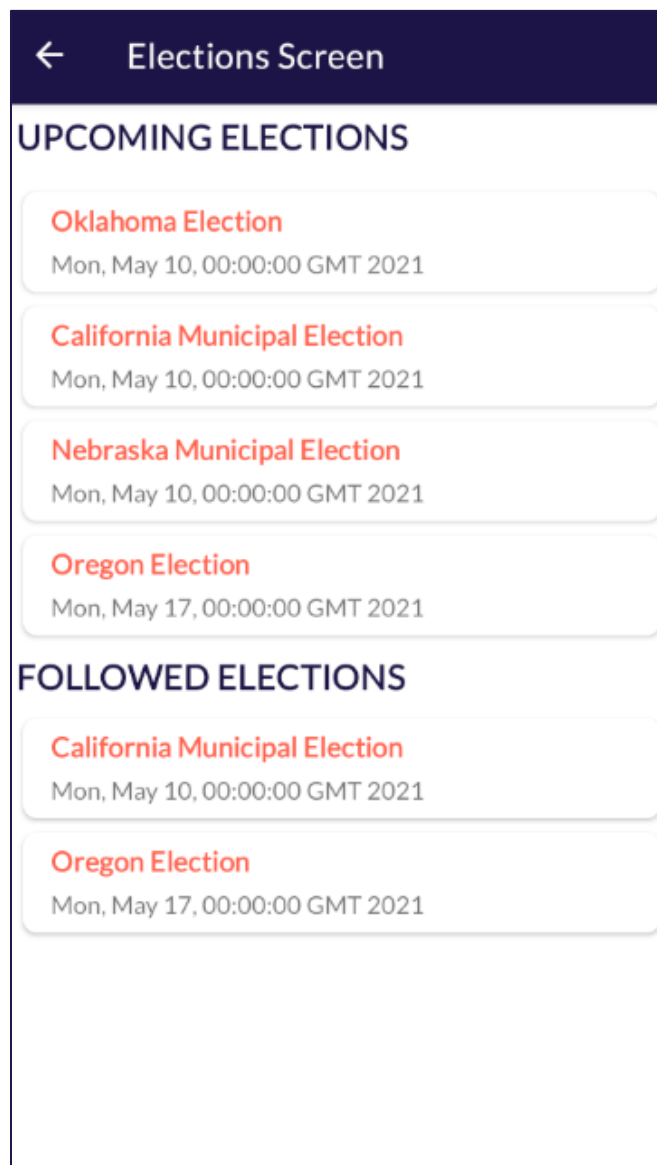 Elections Screen
UPCOMING ELECTIONS
Oklahoma Election
Mon, May 10, 00:00:00 GMT 2021
California Municipal Election
Mon, May 10, 00:00:00 GMT 2021
Nebraska Municipal Election
Mon, May 10, 00:00:00 GMT 2021
Oregon Election
Mon, May 17, 00:00:00 GMT 2021
FOLLOWED ELECTIONS
California Municipal Election
Mon, May 10, 00:00:00 GMT 2021
Oregon Election
Mon, May 17, 00:00:00 GMT 2021